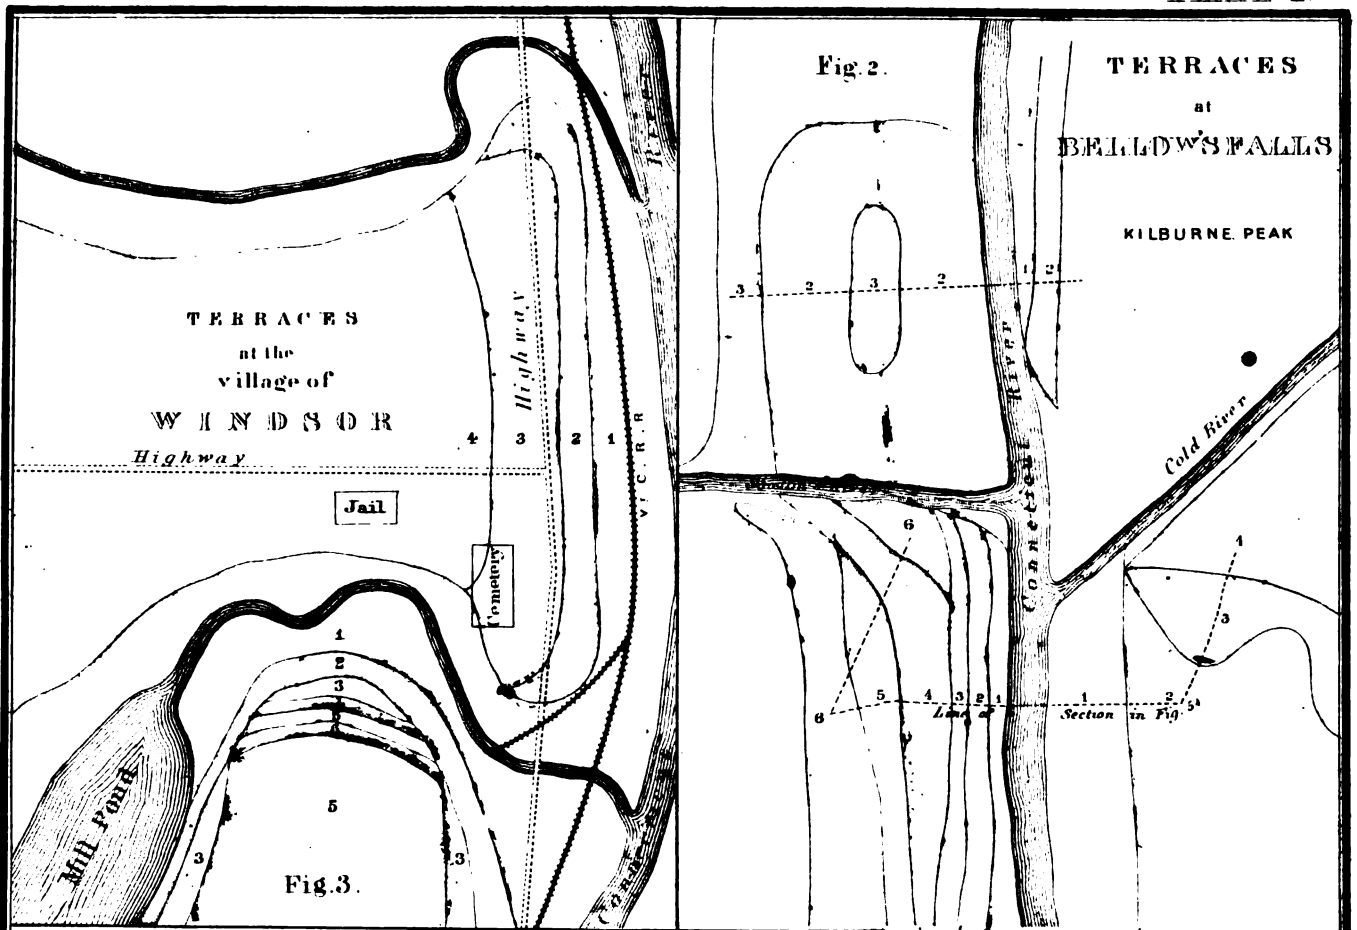 River
TERRACES
at the
village of
WINDSOR
Highway
Highway
4 3 2 1
V. C. R. R
Jail
Cemetery
1
2
3
5
3 3
Mill Pond
Fig.3.
Fig.2.
TERRACES
at
BELLOW'S FALLS
KILBURNE. PEAK
3 2 3 2 1 2
River
Cold River
Connecticut
6
4
3
6 5 4 3 2 1 1 2 5
Line of Section in Fig.